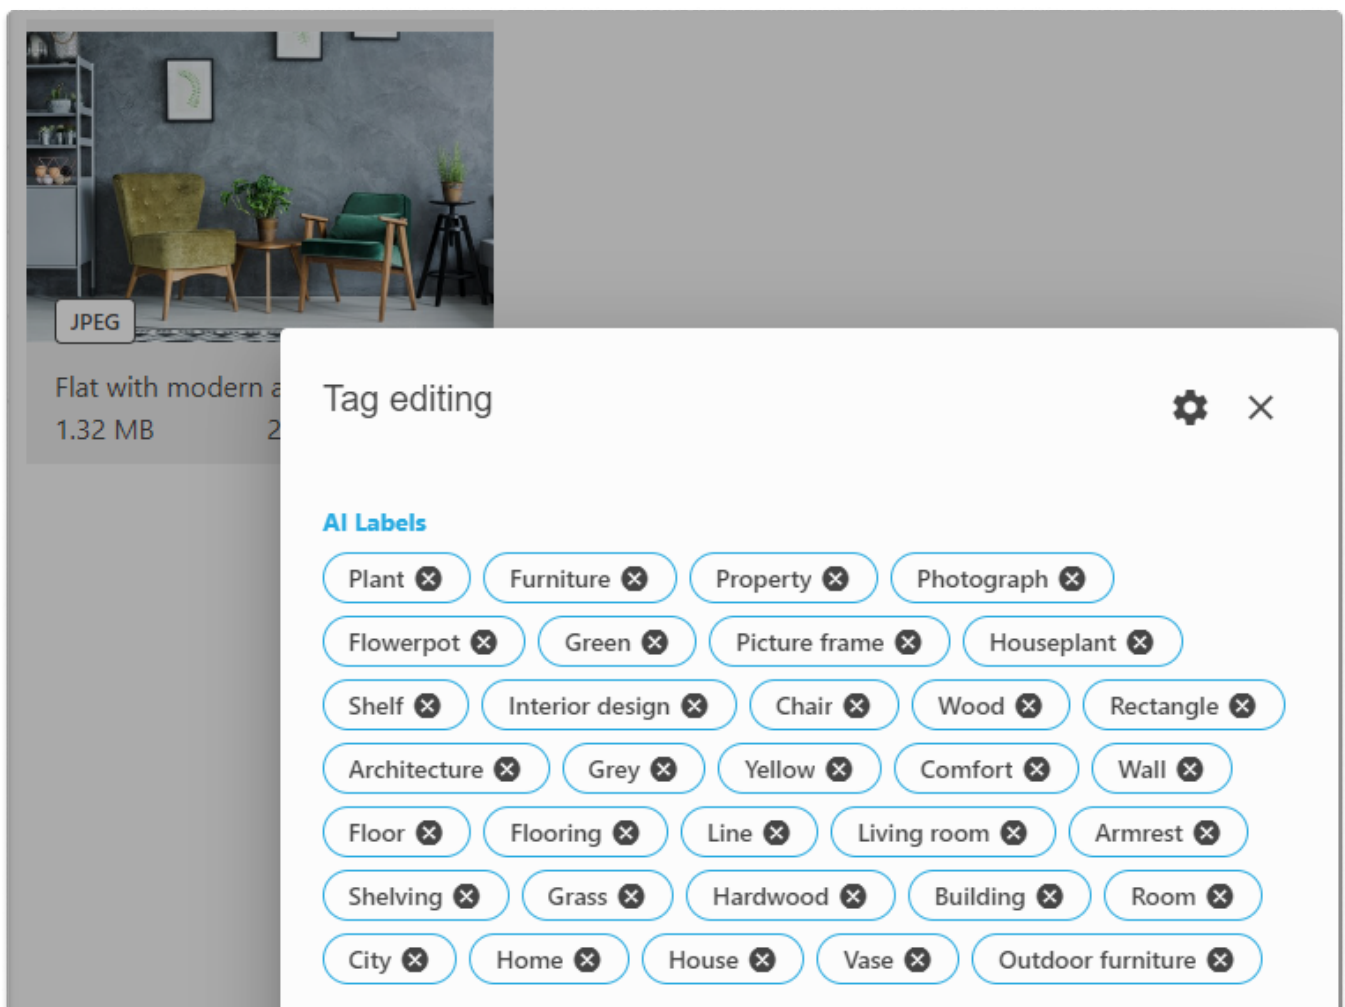 JPEG
Flat with modern a
1.32 MB 2
Tag editing
AI Labels
Plant Furniture Property Photograph
Flowerpot Green Picture frame Houseplant
Shelf Interior design Chair Wood Rectangle
Architecture Grey Yellow Comfort Wall
Floor Flooring Line Living room Armrest
Shelving Grass Hardwood Building Room
City Home House Vase Outdoor furniture